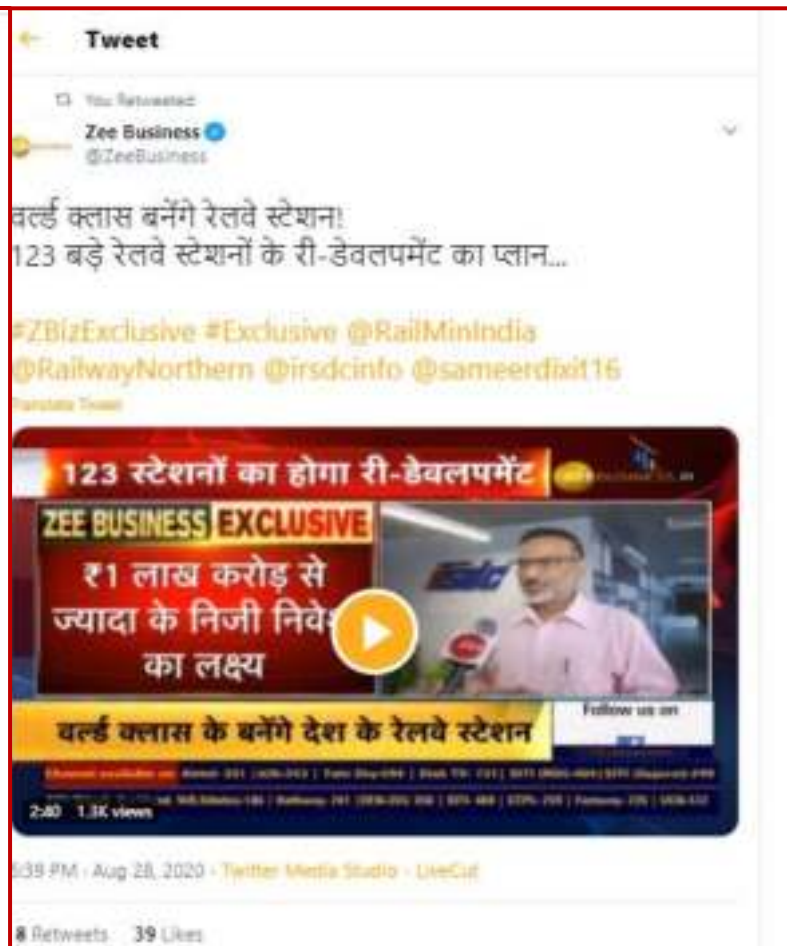 Tweet
You Retweeted
Zee Business
@ZeeBusiness
वर्ल्ड क्लास बनेंगे रेलवे स्टेशन!
123 बड़े रेलवे स्टेशनों के री-डेवलपमेंट का प्लान...
#ZBizExclusive #Exclusive @RailMinIndia
@RailwayNorthern @irsdcinfo @sameerdixit16
Translate Tweet
123 स्टेशनों का होगा री-डेवलपमेंट
ZEE BUSINESS EXCLUSIVE
₹1 लाख करोड़ से
ज्यादा के निजी
का लक्ष्य
वर्ल्ड क्लास के बनेंगे देश के रेलवे स्टेशन
Follow us on
2:40 1.3K views
5:39 PM · Aug 28, 2020 · Twitter Media Studio - LiveCut
8 Retweets 39 Likes